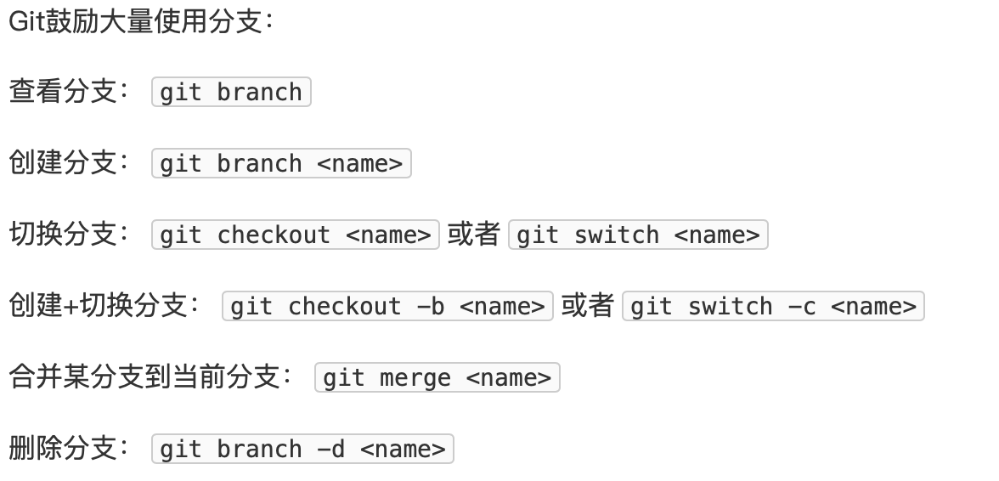 Git鼓励大量使用分支：
查看分支： git branch
创建分支： git branch <name>
切换分支： git checkout <name> 或者 git switch <name>
创建+切换分支： git checkout -b <name> 或者 git switch -c <name>
合并某分支到当前分支： git merge <name>
删除分支： git branch -d <name>